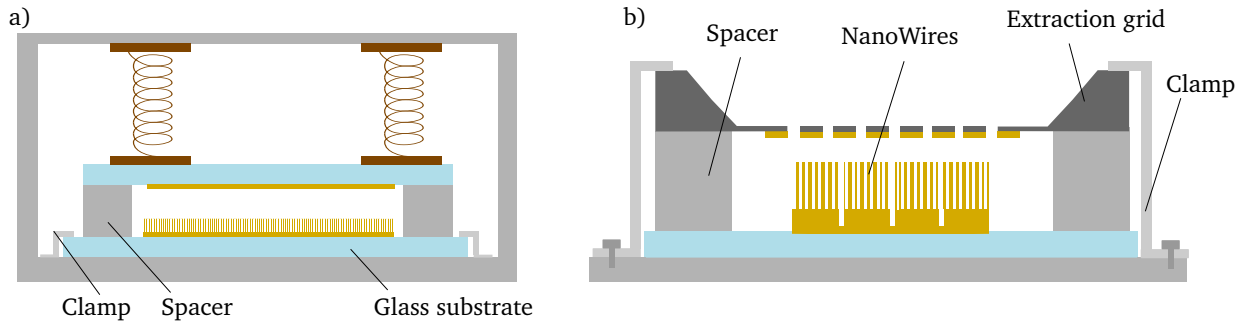 a)
Clamp
Spacer
Glass substrate
b)
Spacer
NanoWires
Extraction grid
Clamp